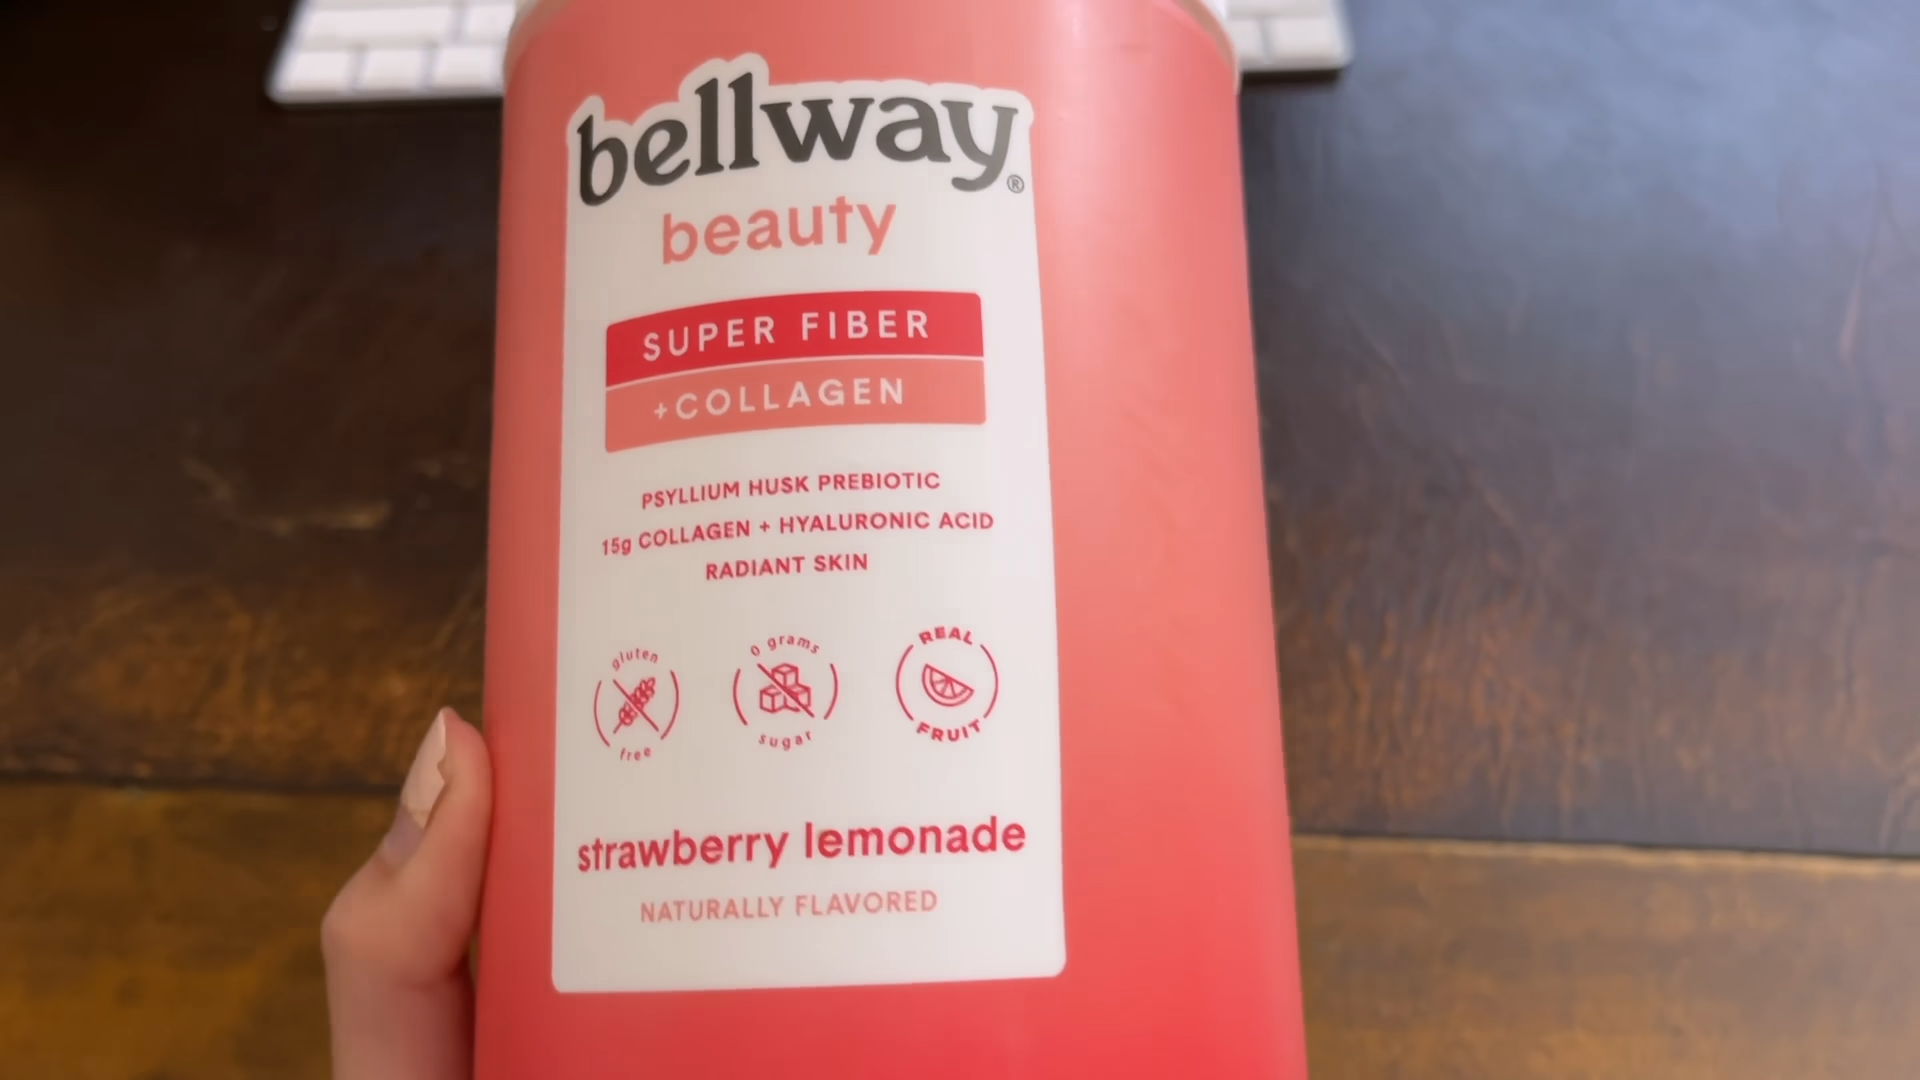 bellway®
beauty
SUPER FIBER
+COLLAGEN
PSYLLIUM HUSK PREBIOTIC
15g COLLAGEN + HYALURONIC ACID
RADIANT SKIN
gluten free
0 grams sugar
REAL FRUIT
strawberry lemonade
NATURALLY FLAVORED